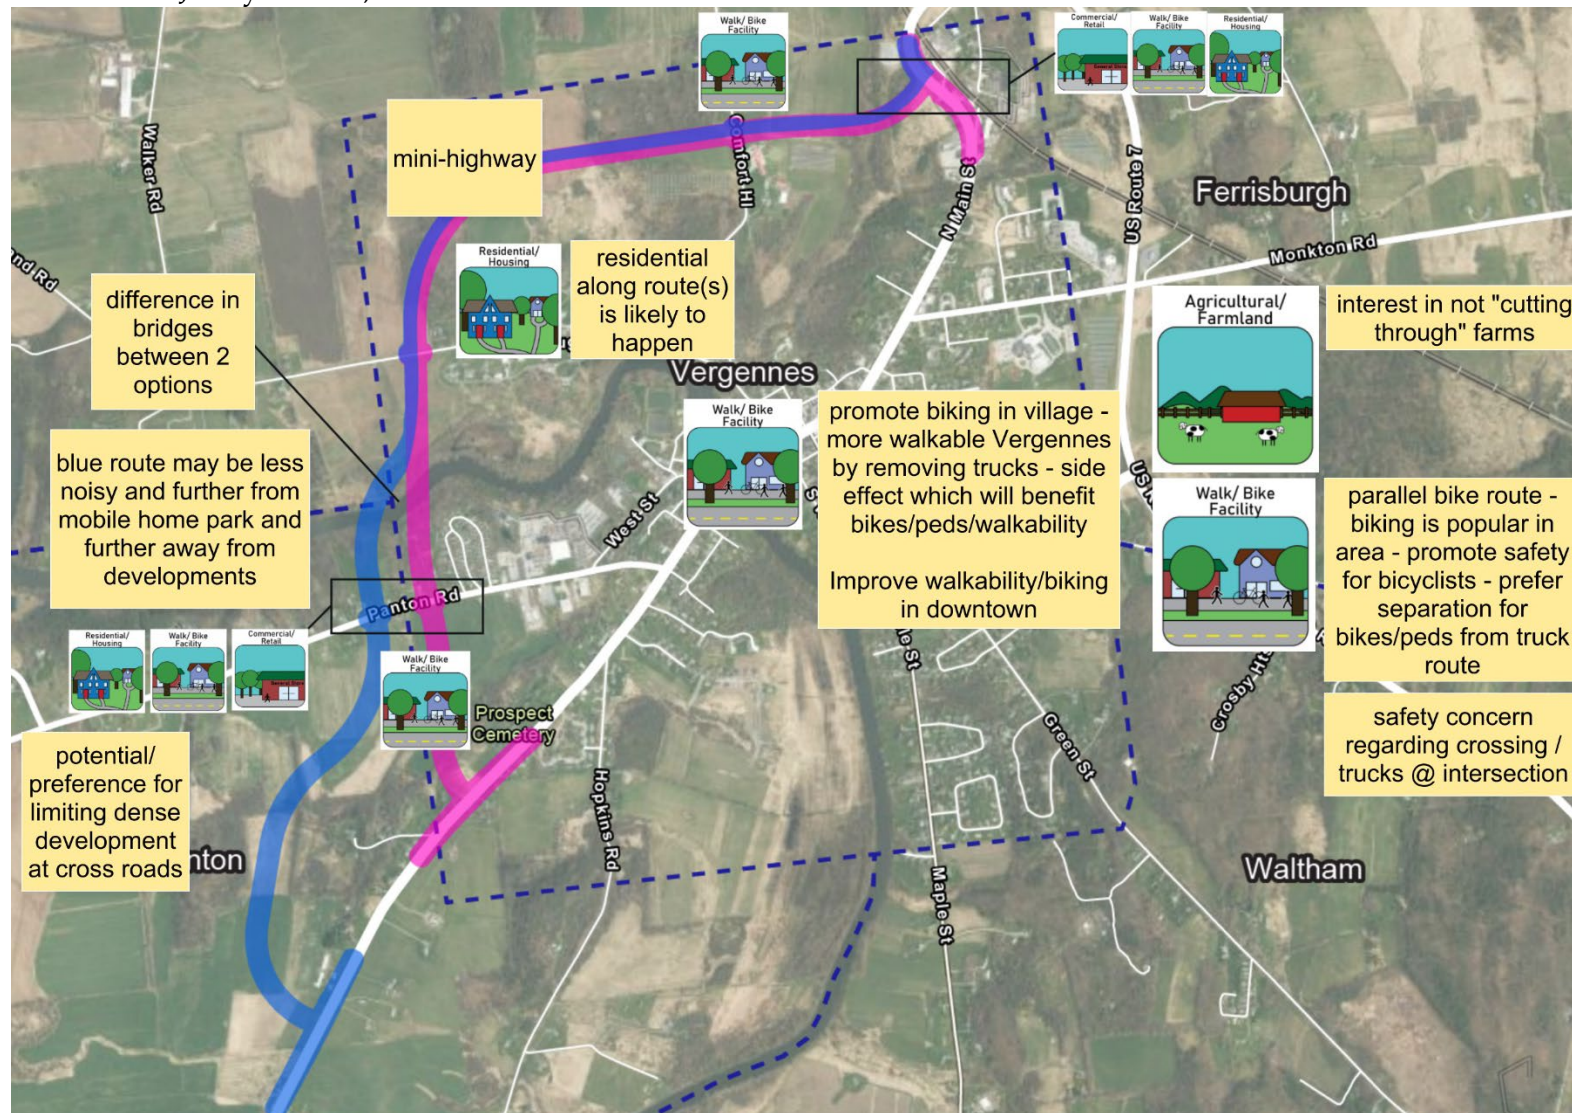 Walk/ Bike
Facility
Commercial/
Retail
Walk/ Bike
Facility
Residential/
Housing
General Store
Walker Rd
mini-highway
Comfort Hl
N Main St
US Route 7
Ferrisburgh
Monkton Rd
and Rd
Residential/
Housing
residential
along route(s)
is likely to
happen
difference in
bridges
between 2
options
Agricultural/
Farmland
interest in not "cutting
through" farms
Vergennes
Walk/ Bike
Facility
promote biking in village -
more walkable Vergennes
by removing trucks - side
effect which will benefit
bikes/peds/walkability
Improve walkability/biking
in downtown
blue route may be less
noisy and further from
mobile home park and
further away from
developments
West St
Walk/ Bike
Facility
parallel bike route -
biking is popular in
area - promote safety
for bicyclists - prefer
separation for
bikes/peds from truck
route
Panton Rd
Residential/
Housing
Walk/ Bike
Facility
Commercial/
Retail
General Store
Walk/ Bike
Facility
Prospect
Cemetery
Crosby Hts
safety concern
regarding crossing /
trucks @ intersection
potential/
preference for
limiting dense
development
at cross roads
nton
Hopkins Rd
Green St
Maple St
Waltham